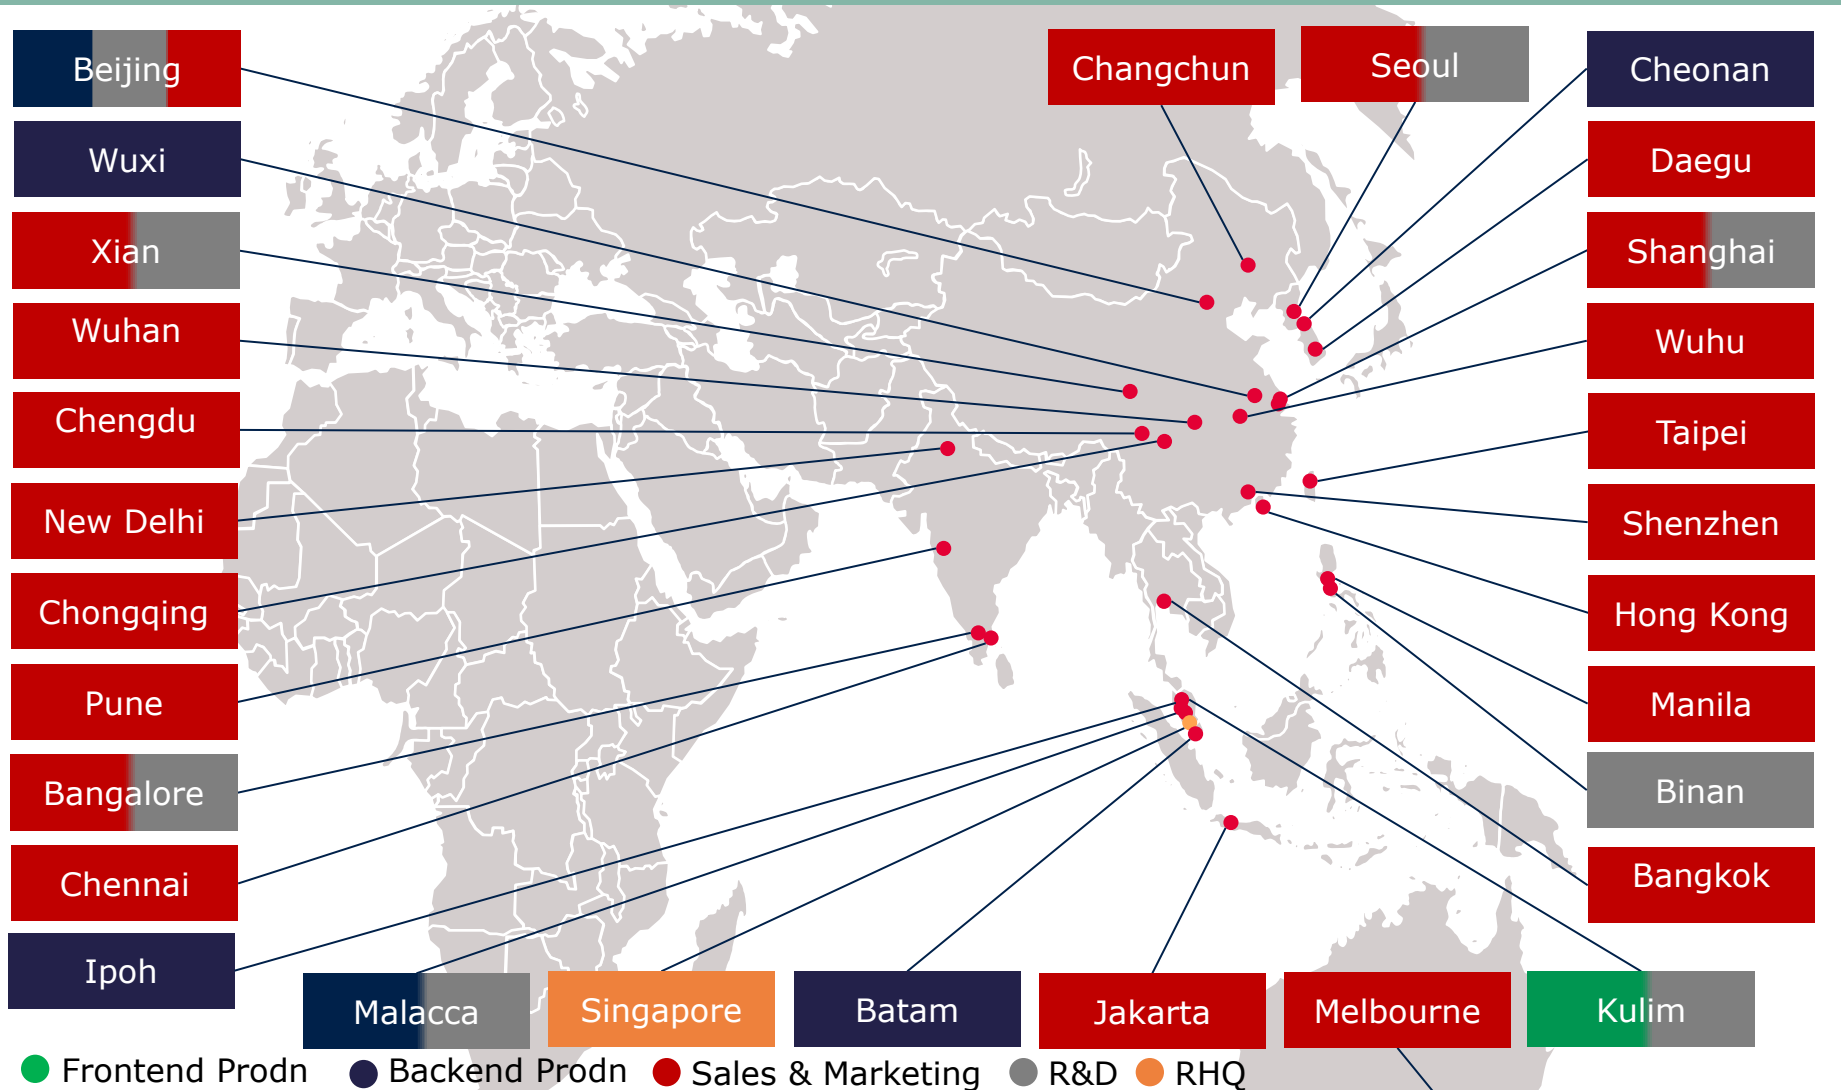 Beijing
Wuxi
Xian
Wuhan
Chengdu
New Delhi
Chongqing
Pune
Bangalore
Chennai
Ipoh
Changchun
Seoul
Cheonan
Daegu
Shanghai
Wuhu
Taipei
Shenzhen
Hong Kong
Manila
Binan
Bangkok
Malacca
Singapore
Batam
Jakarta
Melbourne
Kulim
Frontend Prodn
Backend Prodn
Sales & Marketing
R&D
RHQ